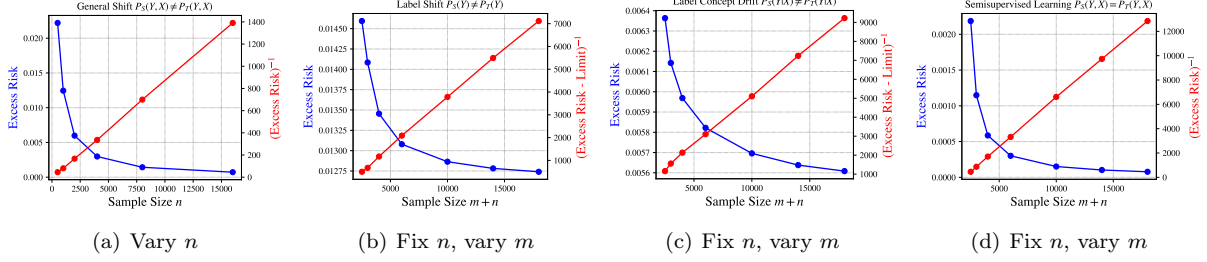 General Shift P_S(Y, X) ≠ P_T(Y, X)
Excess Risk
0.020
0.015
0.010
0.005
0.000
1400
1200
1000
800
600
400
200
0
(Excess Risk)⁻¹
0 2500 5000 7500 10000 12500 15000
Sample Size n
(a) Vary n
Label Shift P_S(Y) ≠ P_T(Y)
Excess Risk
0.01450
0.01425
0.01400
0.01375
0.01350
0.01325
0.01300
0.01275
7000
6000
5000
4000
3000
2000
1000
(Excess Risk - Limit)⁻¹
5000 10000 15000
Sample Size m + n
(b) Fix n, vary m
Label Concept Drift P_S(Y|X) ≠ P_T(Y|X)
Excess Risk
0.0064
0.0063
0.0062
0.0061
0.0060
0.0059
0.0058
0.0057
0.0056
9000
8000
7000
6000
5000
4000
3000
2000
1000
(Excess Risk - Limit)⁻¹
5000 10000 15000
Sample Size m + n
(c) Fix n, vary m
Semisupervised Learning P_S(Y, X) = P_T(Y, X)
Excess Risk
0.0020
0.0015
0.0010
0.0005
0.0000
12000
10000
8000
6000
4000
2000
0
(Excess Risk)⁻¹
5000 10000 15000
Sample Size m + n
(d) Fix n, vary m